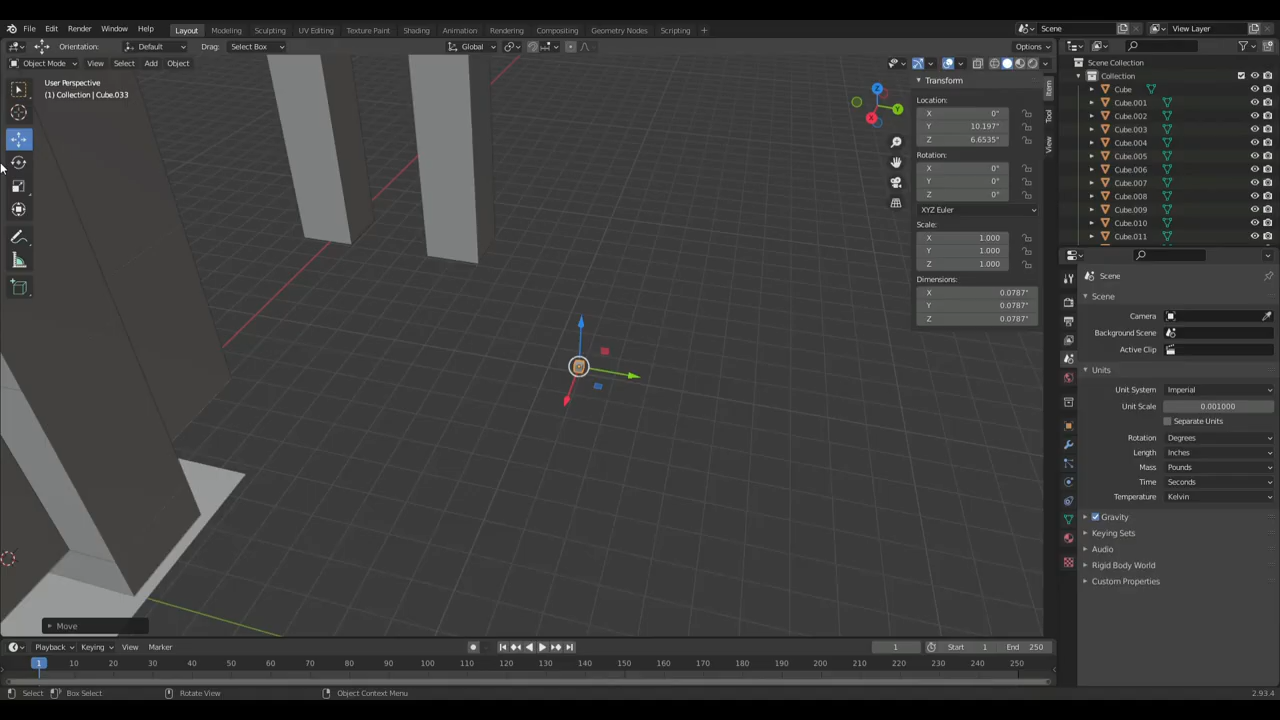 File Edit Render Window Help Layout Modeling Sculpting UV Editing Texture Paint Shading Animation Rendering Compositing Geometry Nodes Scripting + Scene View Layer
Orientation: Default Drag: Select Box Global Options
Object Mode View Select Add Object
User Perspective
(1) Collection | Cube.033
Transform
Location:
X 0"
Y 10.197"
Z 6.6535"
Rotation:
X 0°
Y 0°
Z 0°
XYZ Euler
Scale:
X 1.000
Y 1.000
Z 1.000
Dimensions:
X 0.0787"
Y 0.0787"
Z 0.0787"
Item
Tool
View
Z
Y
X
Scene Collection
Collection
Cube
Cube.001
Cube.002
Cube.003
Cube.004
Cube.005
Cube.006
Cube.007
Cube.008
Cube.009
Cube.010
Cube.011
Scene
Scene
Camera
Background Scene
Active Clip
Units
Unit System Imperial
Unit Scale 0.001000
Separate Units
Rotation Degrees
Length Inches
Mass Pounds
Time Seconds
Temperature Kelvin
Gravity
Keying Sets
Audio
Rigid Body World
Custom Properties
Move
Playback Keying View Marker 1 Start 1 End 250
1 10 20 30 40 50 60 70 80 90 100 110 120 130 140 150 160 170 180 190 200 210 220 230 240 250
Select Box Select Rotate View Object Context Menu 2.93.4